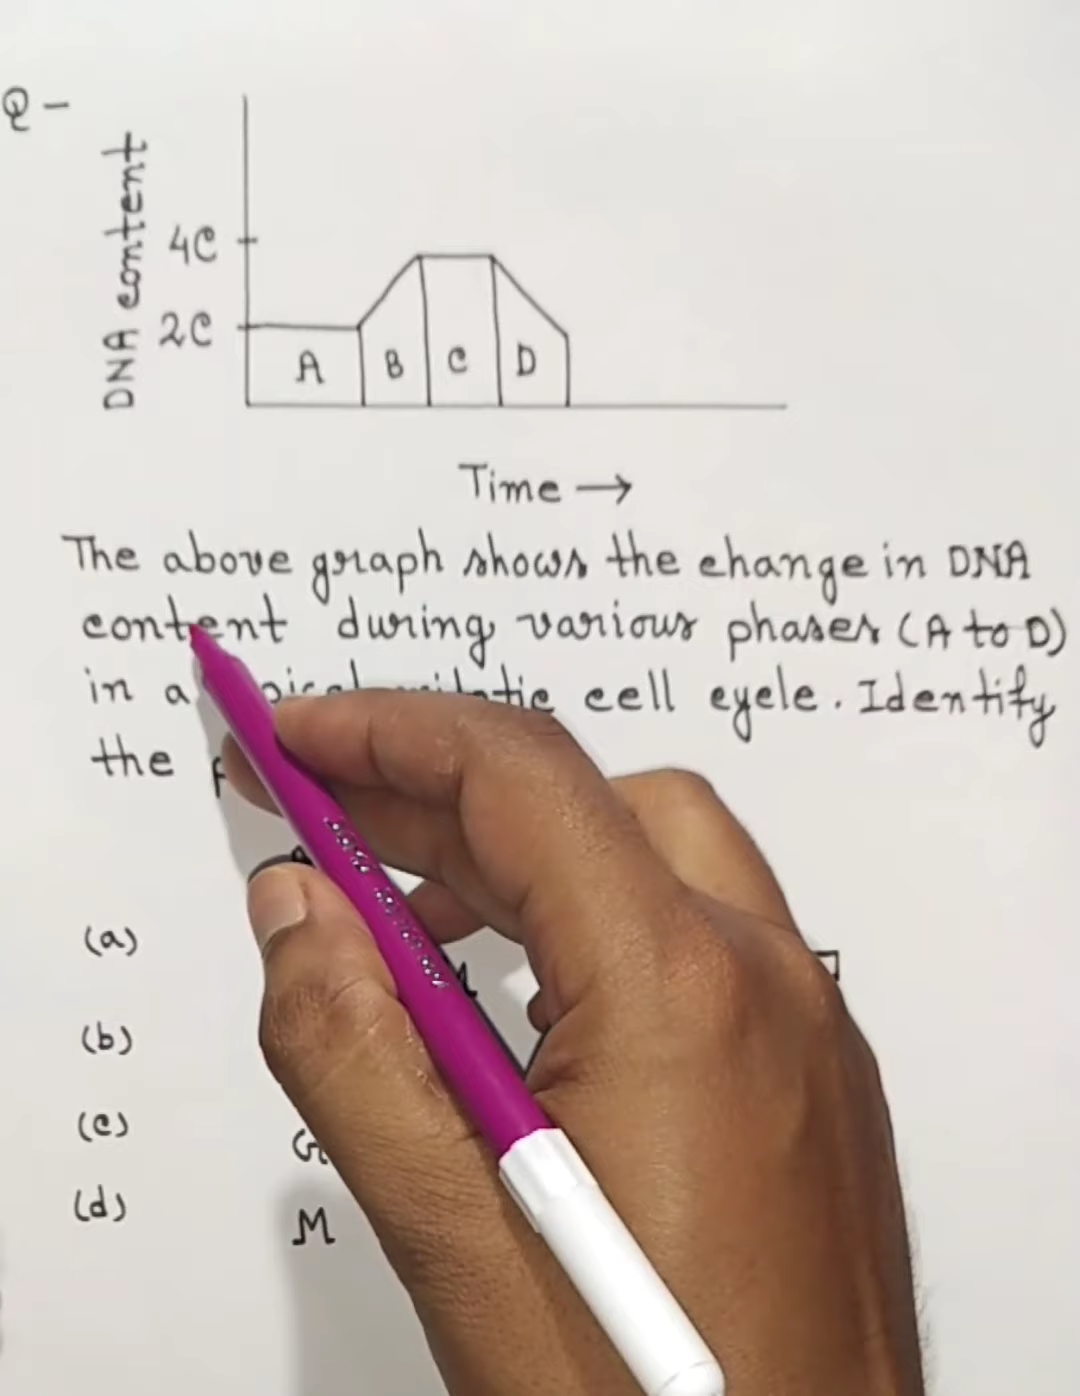 Q-
DNA content
4C
2C
A B C D
Time →
The above graph shows the change in DNA
content during various phases (A to D)
in a cell cycle. Identify
the
(a)
(b)
(c)
(d) M